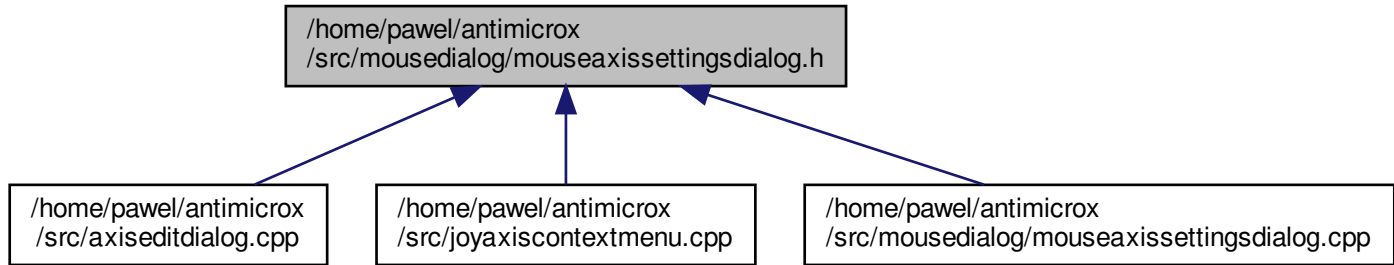 /home/pawel/antimicrox
/src/mousedialog/mouseaxissettingsdialog.h
/home/pawel/antimicrox
/src/axiseditdialog.cpp
/home/pawel/antimicrox
/src/joyaxiscontextmenu.cpp
/home/pawel/antimicrox
/src/mousedialog/mouseaxissettingsdialog.cpp